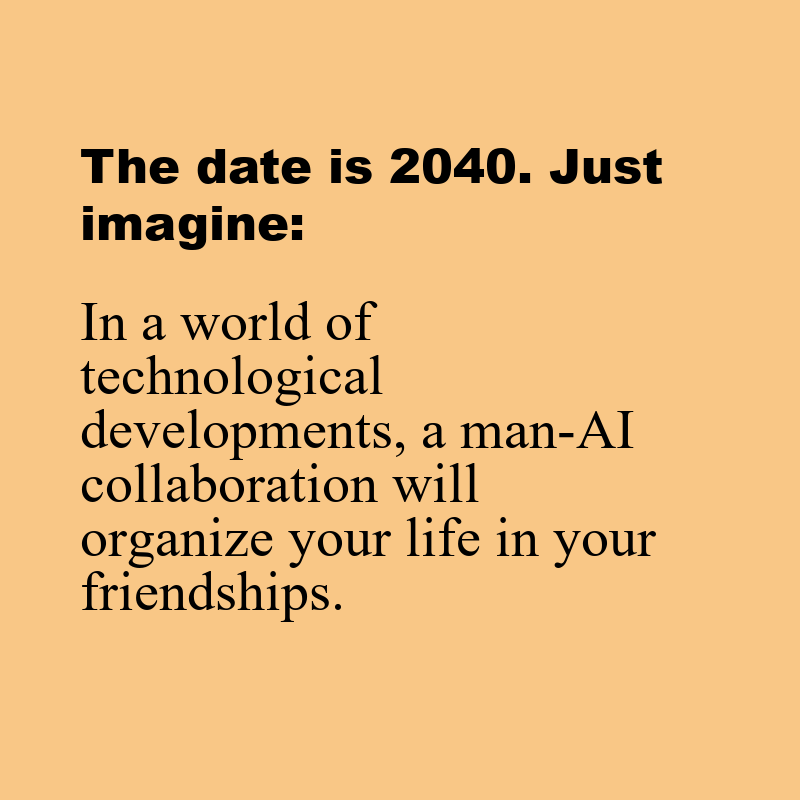 The date is 2040. Just
imagine:
In a world of
technological
developments, a man-AI
collaboration will
organize your life in your
friendships.